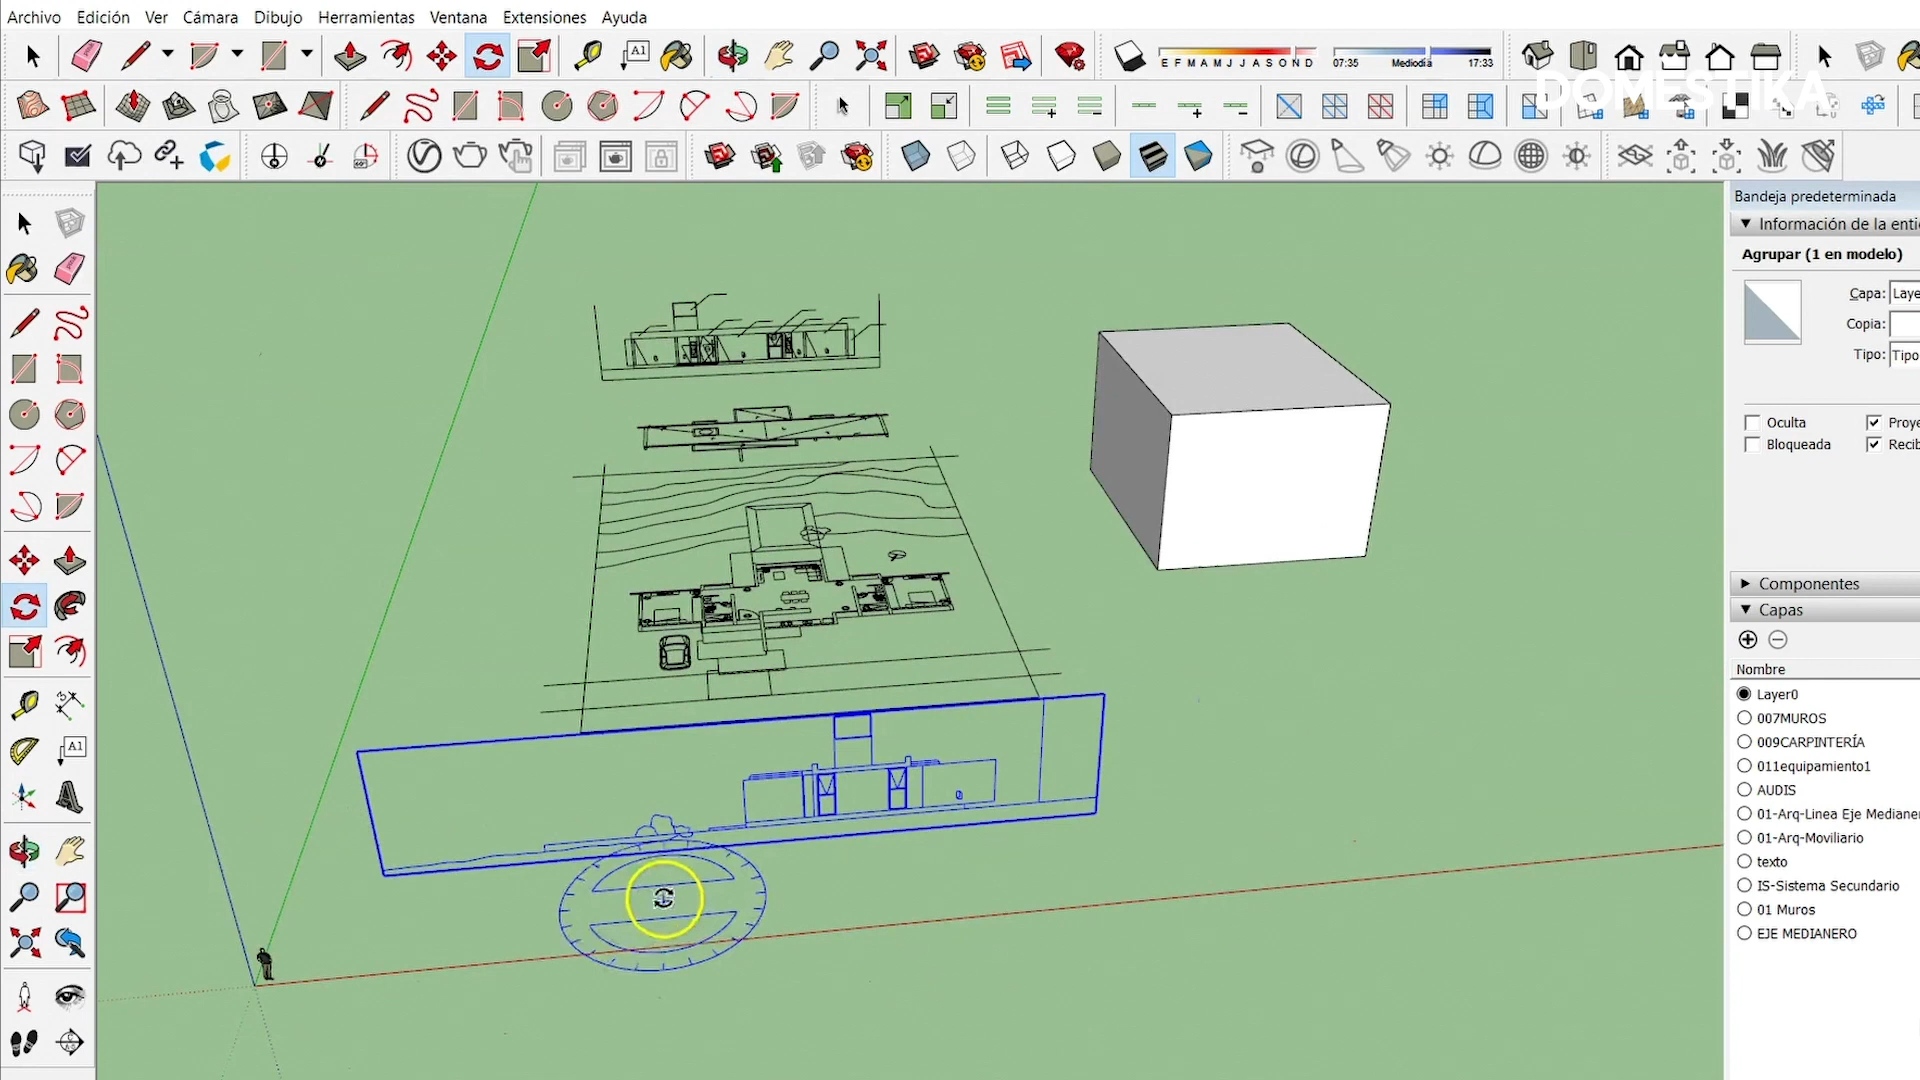 Archivo Edición Ver Cámara Dibujo Herramientas Ventana Extensiones Ayuda
A1
E F M A M J J A S O N D
07:35 Mediodía 17:33
DOMESTIKA
Bandeja predeterminada
Información de la enti
Agrupar (1 en modelo)
Capa: Laye
Copia:
Tipo: Tipo
Oculta Proye
Bloqueada Recib
Componentes
Capas
Nombre
Layer0
007MUROS
009CARPINTERÍA
011equipamiento1
AUDIS
01-Arq-Linea Eje Medianer
01-Arq-Moviliario
texto
IS-Sistema Secundario
01 Muros
EJE MEDIANERO
A1